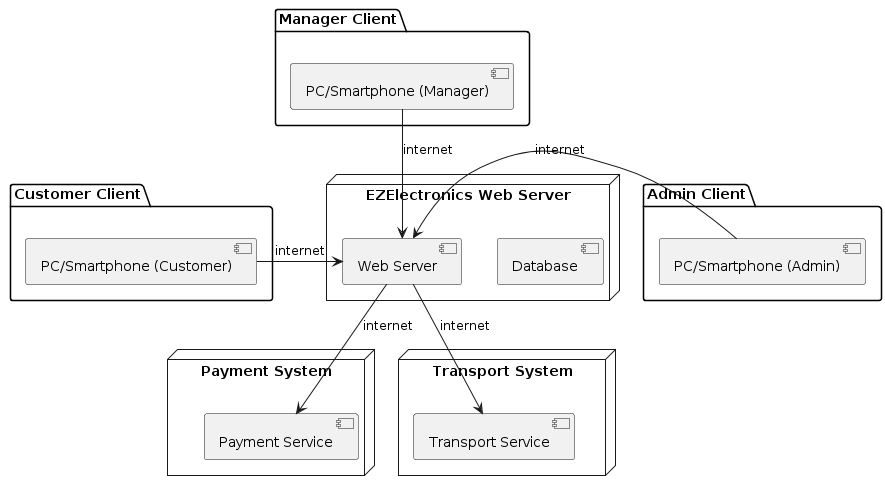 Manager Client
PC/Smartphone (Manager)
internet
internet
Customer Client
EZElectronics Web Server
Admin Client
PC/Smartphone (Customer)
internet
Web Server
Database
PC/Smartphone (Admin)
internet
internet
Payment System
Transport System
Payment Service
Transport Service